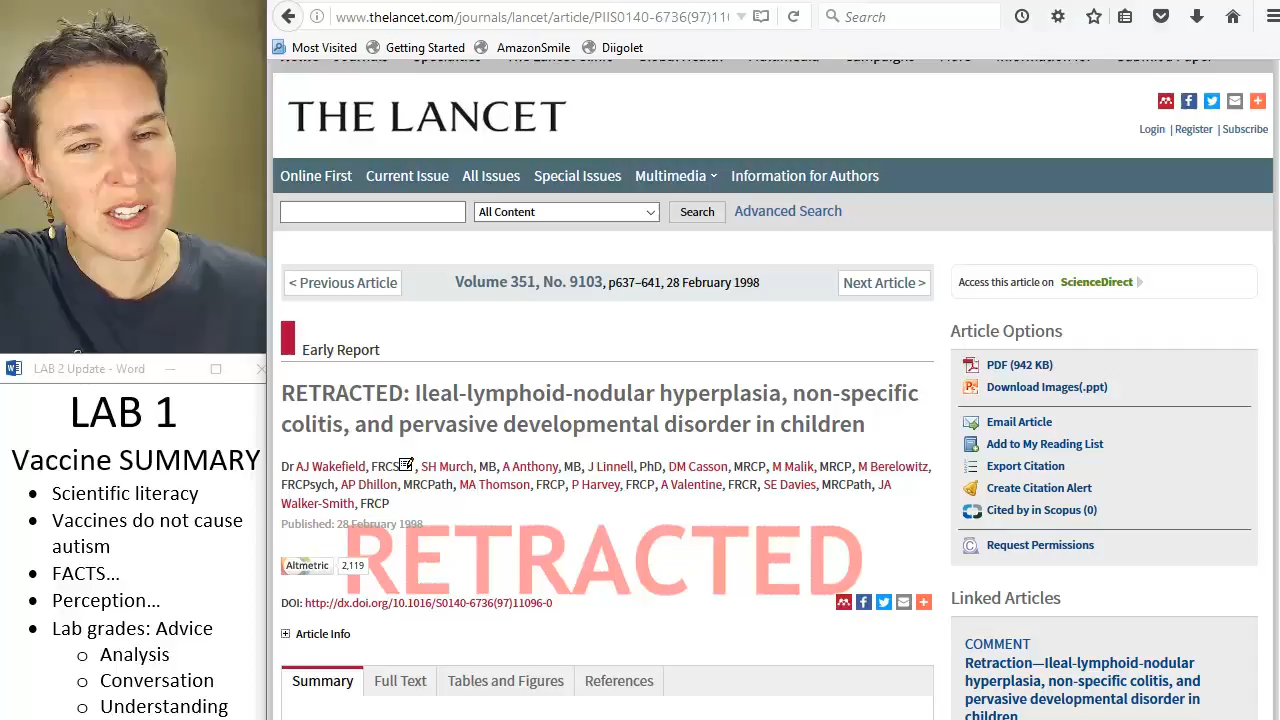 www.thelancet.com/journals/lancet/article/PIIS0140-6736(97)11
Search
Most Visited
Getting Started
AmazonSmile
Diigolet
THE LANCET
Login | Register | Subscribe
Online First
Current Issue
All Issues
Special Issues
Multimedia
Information for Authors
All Content
Search
Advanced Search
< Previous Article
Volume 351, No. 9103, p637–641, 28 February 1998
Next Article >
Access this article on ScienceDirect
Early Report
RETRACTED: Ileal-lymphoid-nodular hyperplasia, non-specific
colitis, and pervasive developmental disorder in children
Dr AJ Wakefield, FRCS, SH Murch, MB, A Anthony, MB, J Linnell, PhD, DM Casson, MRCP, M Malik, MRCP, M Berelowitz,
FRCPsych, AP Dhillon, MRCPath, MA Thomson, FRCP, P Harvey, FRCP, A Valentine, FRCR, SE Davies, MRCPath, JA
Walker-Smith, FRCP
Published: 28 February 1998
RETRACTED
Altmetric 2,119
DOI: http://dx.doi.org/10.1016/S0140-6736(97)11096-0
Article Info
Summary
Full Text
Tables and Figures
References
Article Options
PDF (942 KB)
Download Images(.ppt)
Email Article
Add to My Reading List
Export Citation
Create Citation Alert
Cited by in Scopus (0)
Request Permissions
Linked Articles
COMMENT
Retraction—Ileal-lymphoid-nodular
hyperplasia, non-specific colitis, and
pervasive developmental disorder in
children
LAB 2 Update - Word
LAB 1
Vaccine SUMMARY
• Scientific literacy
• Vaccines do not cause
autism
• FACTS...
• Perception...
• Lab grades: Advice
o Analysis
o Conversation
o Understanding